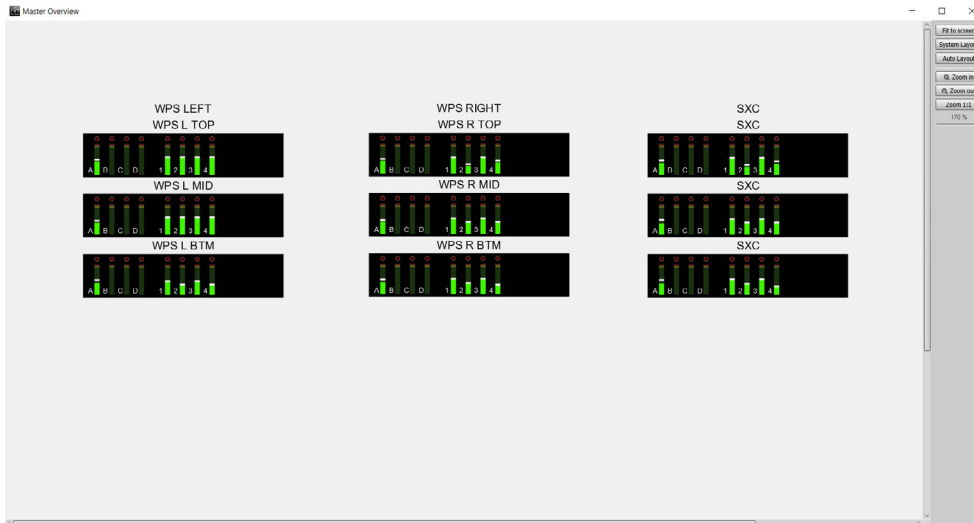 Master Overview
Fit to screen
System Layou
Auto Layout
Zoom in
Zoom out
Zoom 1:1
170 %
WPS LEFT
WPS L TOP
A B C D 1 2 3 4
WPS L MID
A B C D 1 2 3 4
WPS L BTM
A B C D 1 2 3 4
WPS RIGHT
WPS R TOP
A B C D 1 2 3 4
WPS R MID
A B C D 1 2 3 4
WPS R BTM
A B C D 1 2 3 4
SXC
SXC
A B C D 1 2 3 4
SXC
A B C D 1 2 3 4
SXC
A B C D 1 2 3 4